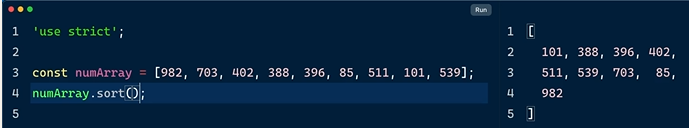 Run
1 'use strict';
2
3 const numArray = [982, 703, 402, 388, 396, 85, 511, 101, 539];
4 numArray.sort();
5
1 [
2 101, 388, 396, 402,
3 511, 539, 703, 85,
4 982
5 ]